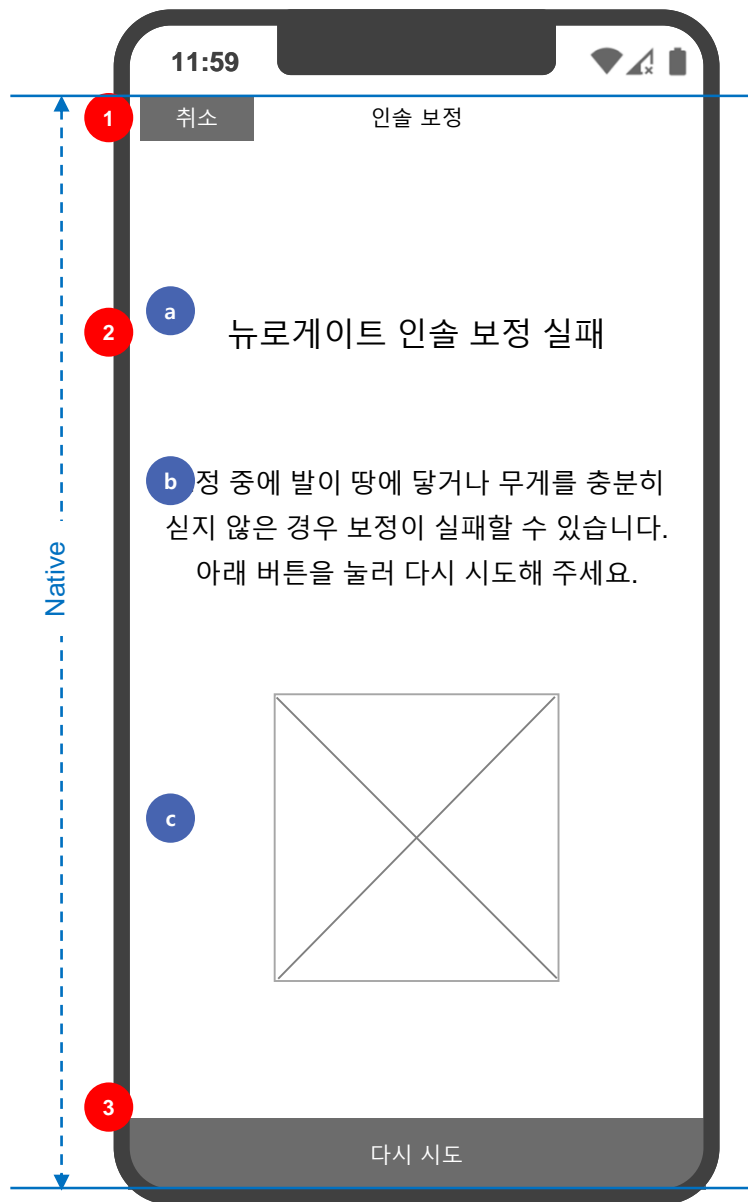 11:59
1
취소
인솔 보정
a
2
뉴로게이트 인솔 보정 실패
b
정 중에 발이 땅에 닿거나 무게를 충분히
싣지 않은 경우 보정이 실패할 수 있습니다.
아래 버튼을 눌러 다시 시도해 주세요.
Native
c
3
다시 시도